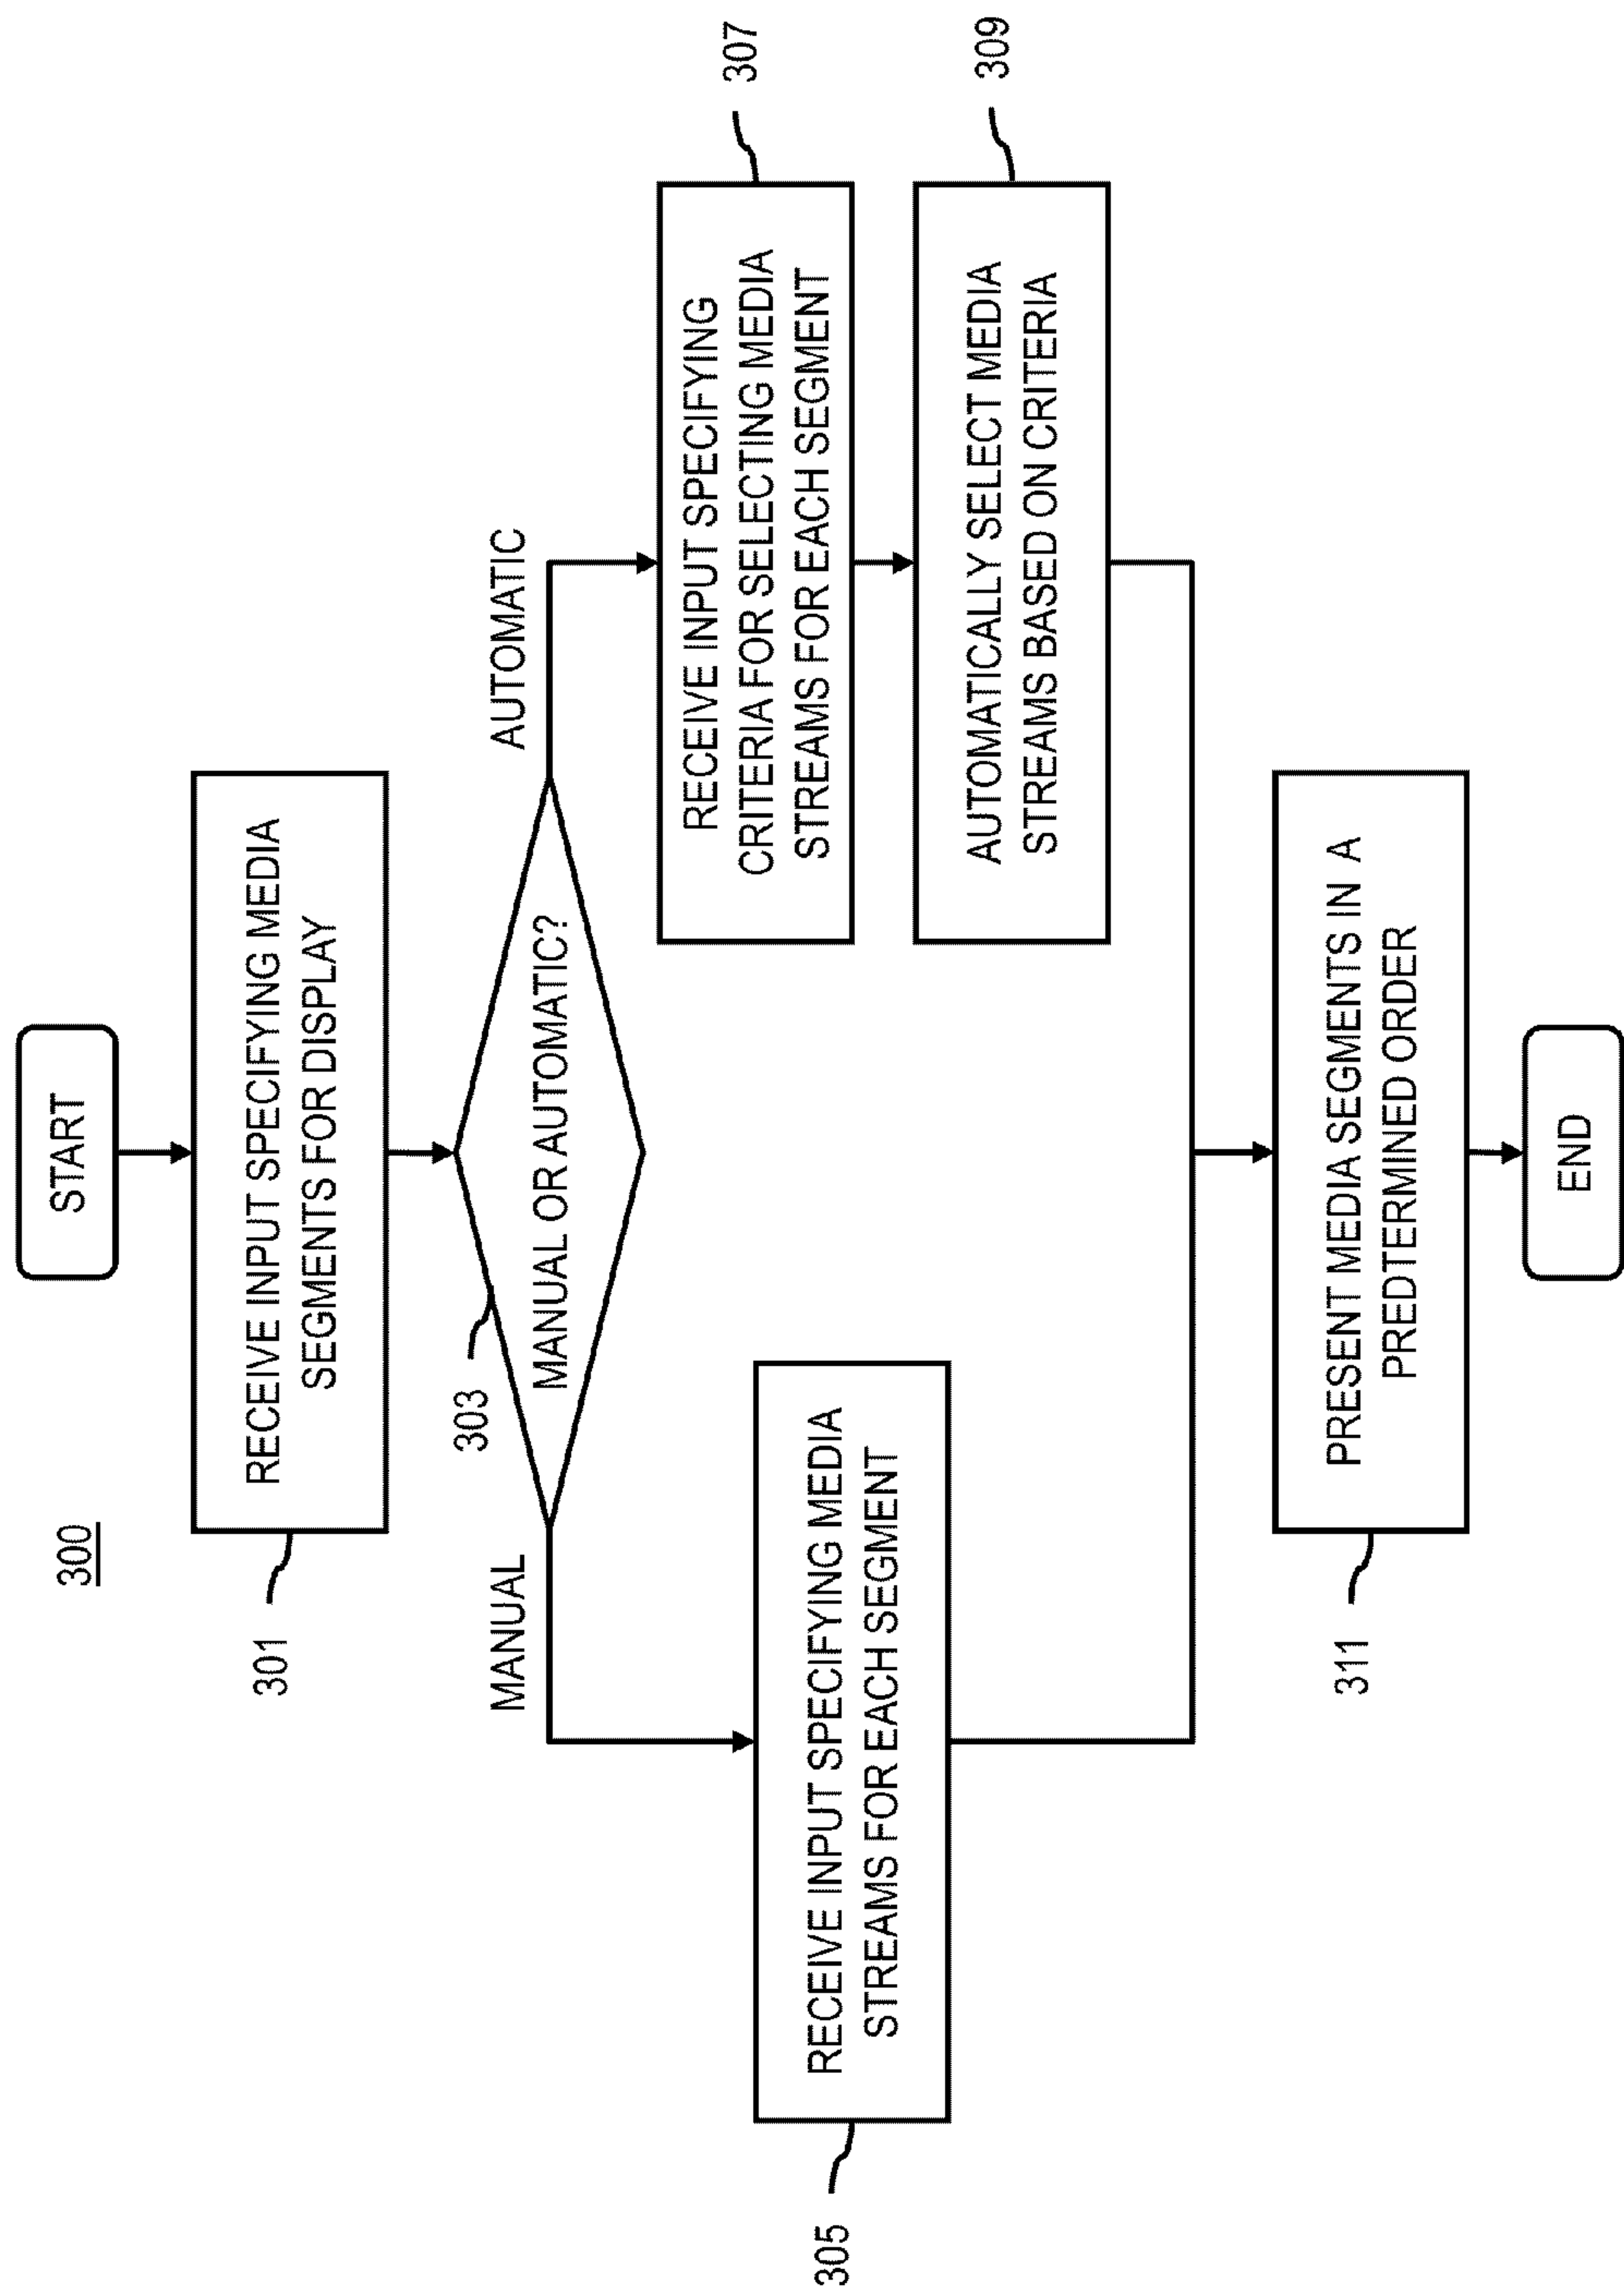 300
START
301
RECEIVE INPUT SPECIFYING MEDIA
SEGMENTS FOR DISPLAY
303
MANUAL OR AUTOMATIC?
MANUAL
AUTOMATIC
305
RECEIVE INPUT SPECIFYING MEDIA
STREAMS FOR EACH SEGMENT
307
RECEIVE INPUT SPECIFYING
CRITERIA FOR SELECTING MEDIA
STREAMS FOR EACH SEGMENT
309
AUTOMATICALLY SELECT MEDIA
STREAMS BASED ON CRITERIA
311
PRESENT MEDIA SEGMENTS IN A
PREDTERMINED ORDER
END